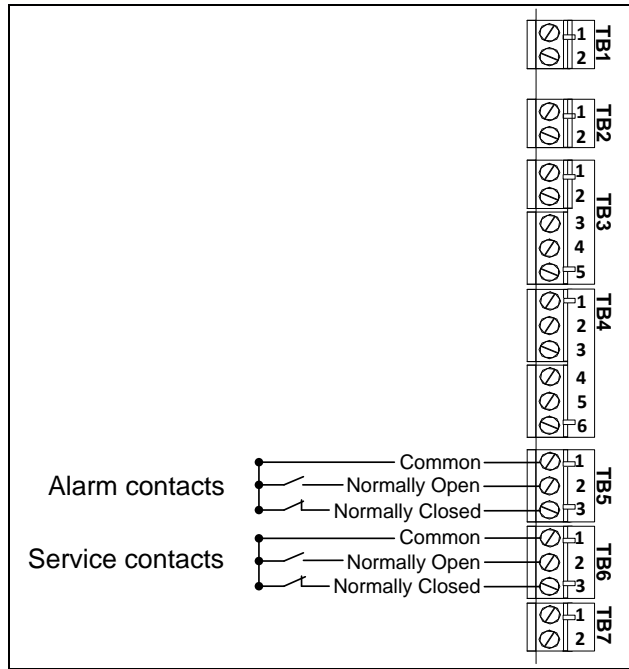 1
2
TB1
1
2
TB2
1
2
3
4
5
TB3
1
2
3
4
5
6
TB4
Alarm contacts
Common 1
Normally Open 2
Normally Closed 3
TB5
Service contacts
Common 1
Normally Open 2
Normally Closed 3
TB6
1
2
TB7